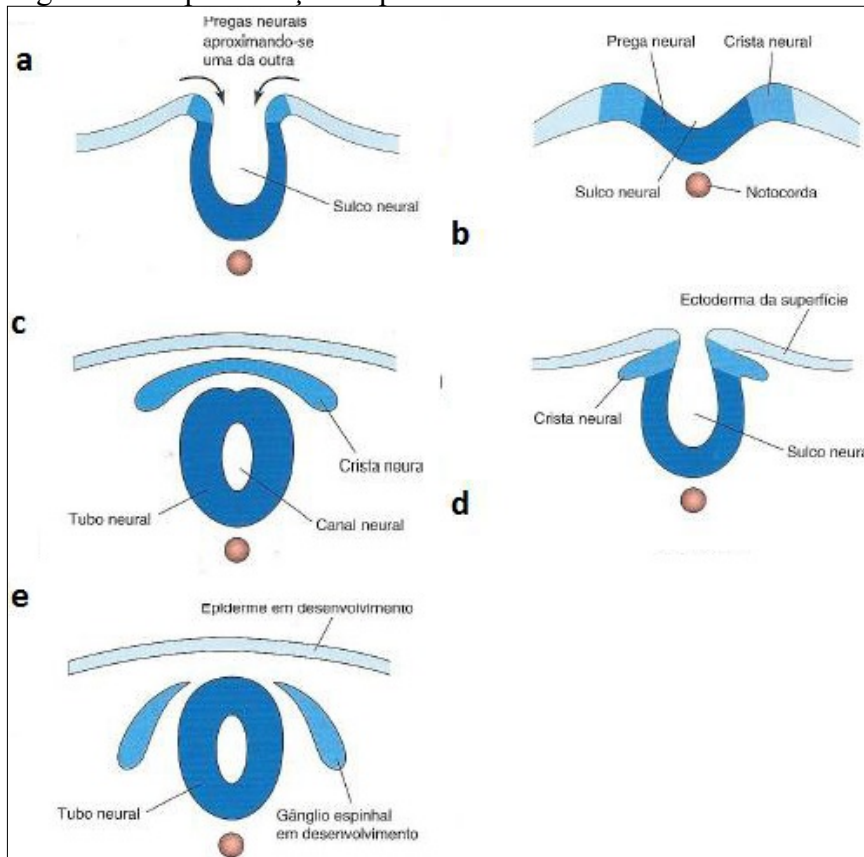 a
Pregas neurais
aproximando-se
uma da outra
Sulco neural
Prega neural
Crista neural
Sulco neural
Notocorda
b
c
Crista neura
Tubo neural
Canal neural
Ectoderma da superfície
Crista neural
Sulco neura
d
e
Epiderme em desenvolvimento
Tubo neural
Gânglio espinhal
em desenvolvimento